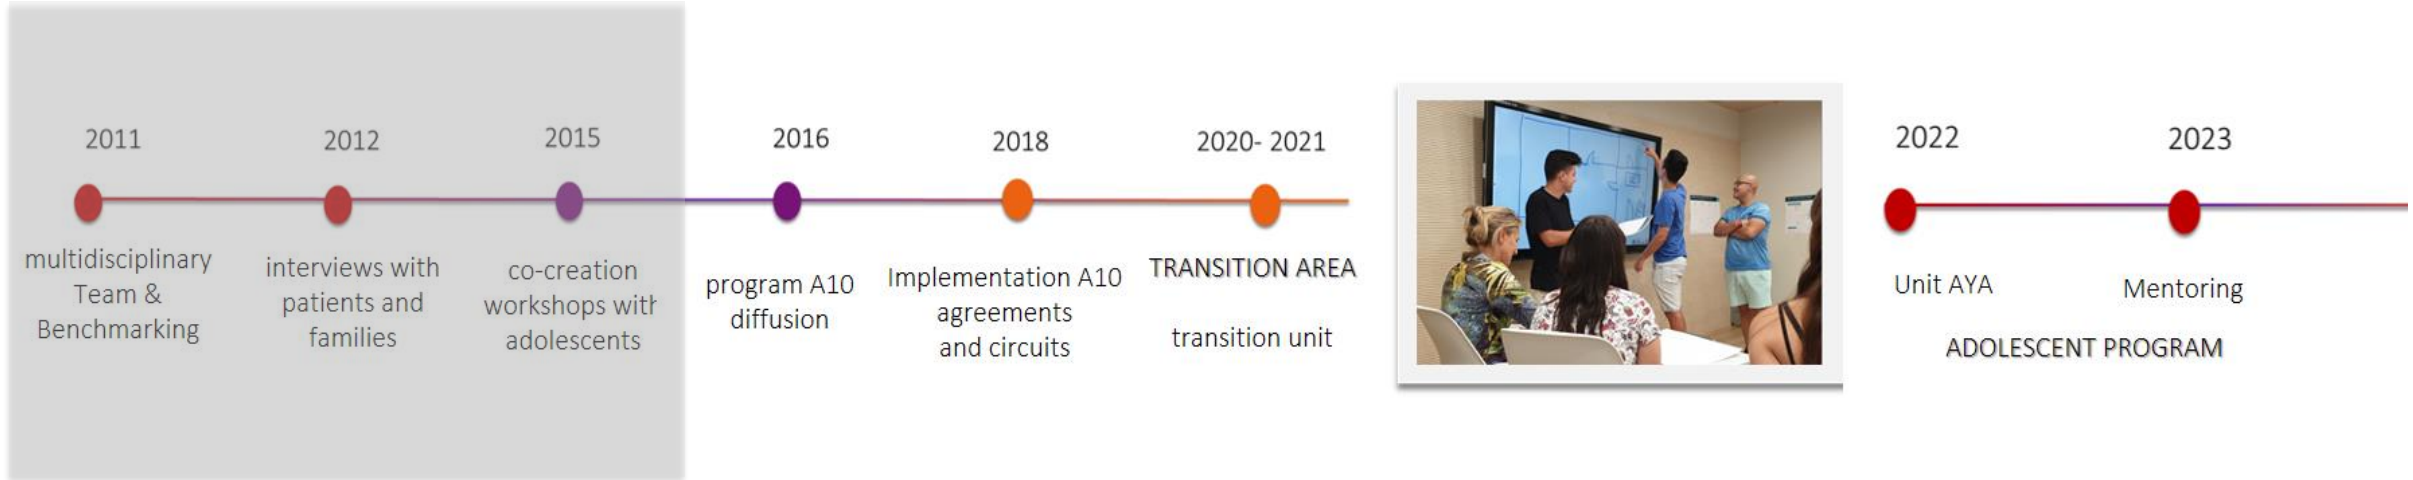 2011
multidisciplinary
Team &
Benchmarking
2012
interviews with
patients and
families
2015
co-creation
workshops with
adolescents
2016
program A10
diffusion
2018
Implementation A10
agreements
and circuits
2020- 2021
TRANSITION AREA
transition unit
2022
Unit AYA
2023
Mentoring
ADOLESCENT PROGRAM